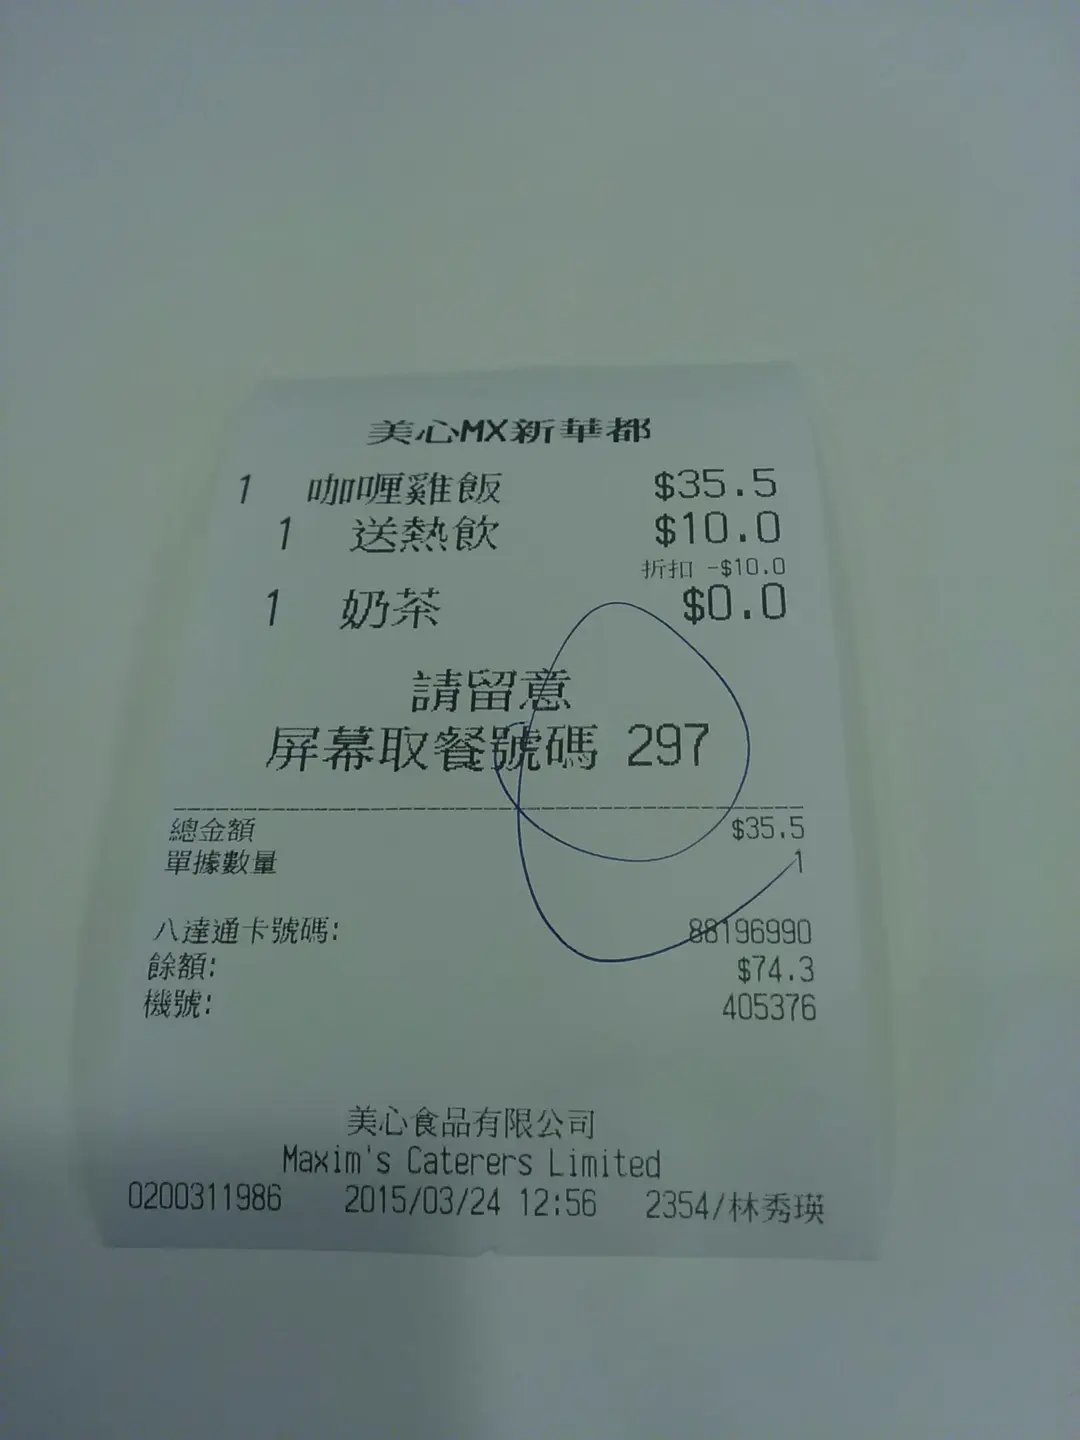 美心MX新華都
1 咖喱雞飯 $35.5
1 送熱飲 $10.0
折扣 -$10.0
1 奶茶 $0.0
請留意
屏幕取餐號碼 297
總金額 $35.5
單據數量 1
八達通卡號碼: 88196990
餘額: $74.3
機號: 405376
美心食品有限公司
Maxim's Caterers Limited
0200311986 2015/03/24 12:56 2354/林秀瑛